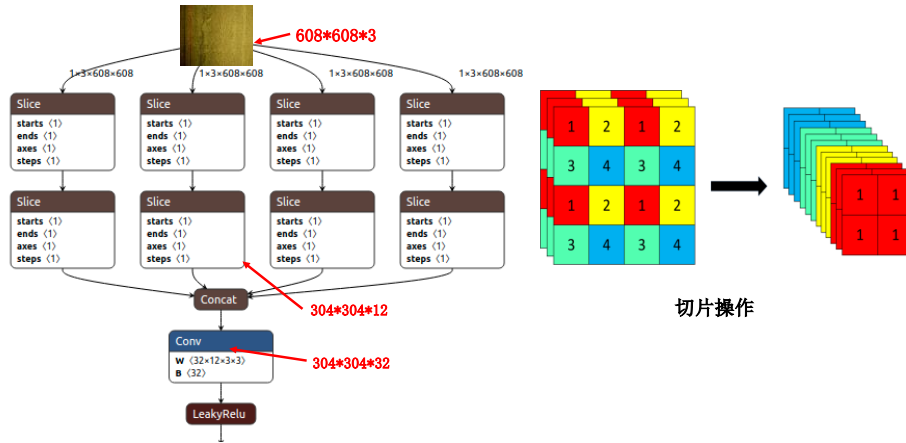 608*608*3
1×3×608×608
1×3×608×608
1×3×608×608
1×3×608×608
Slice
starts ⟨1⟩
ends ⟨1⟩
axes ⟨1⟩
steps ⟨1⟩
Slice
starts ⟨1⟩
ends ⟨1⟩
axes ⟨1⟩
steps ⟨1⟩
Slice
starts ⟨1⟩
ends ⟨1⟩
axes ⟨1⟩
steps ⟨1⟩
Slice
starts ⟨1⟩
ends ⟨1⟩
axes ⟨1⟩
steps ⟨1⟩
Slice
starts ⟨1⟩
ends ⟨1⟩
axes ⟨1⟩
steps ⟨1⟩
Slice
starts ⟨1⟩
ends ⟨1⟩
axes ⟨1⟩
steps ⟨1⟩
Slice
starts ⟨1⟩
ends ⟨1⟩
axes ⟨1⟩
steps ⟨1⟩
Slice
starts ⟨1⟩
ends ⟨1⟩
axes ⟨1⟩
steps ⟨1⟩
Concat
304*304*12
Conv
W ⟨32×12×3×3⟩
B ⟨32⟩
304*304*32
LeakyRelu
1 2 1 2
3 4 3 4
1 2 1 2
3 4 3 4
1 1
1 1
切片操作